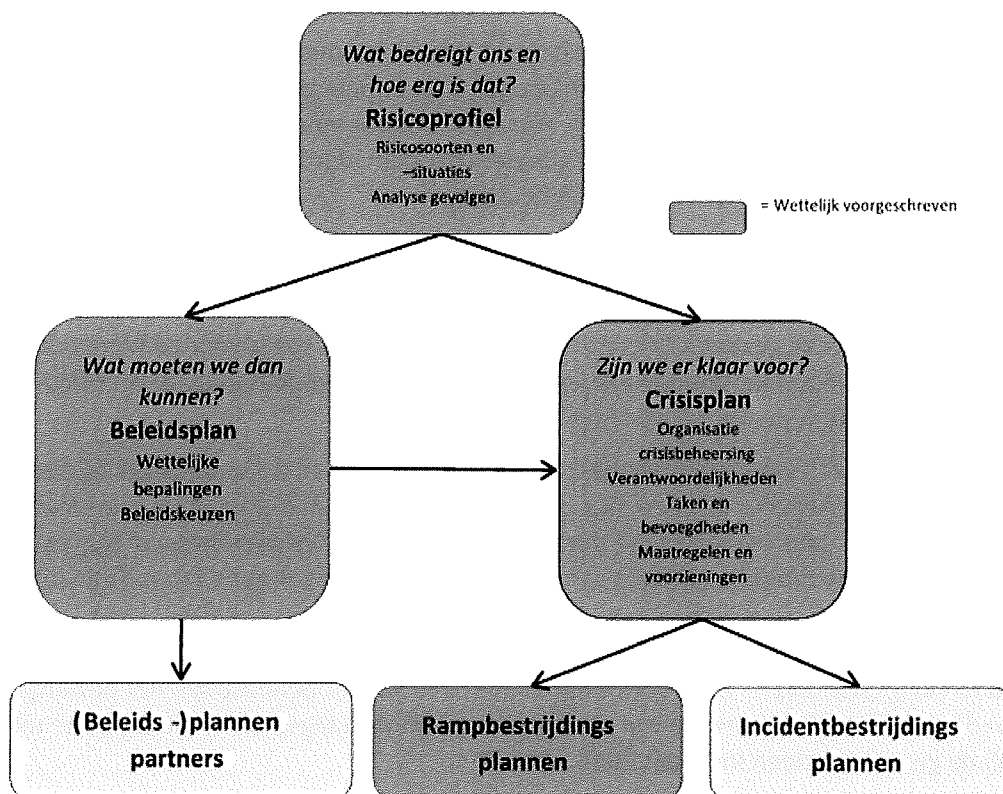 Wat bedreigt ons en
hoe erg is dat?
Risicoprofiel
Risicosoorten en
–situaties
Analyse gevolgen
= Wettelijk voorgeschreven
Wat moeten we dan
kunnen?
Beleidsplan
Wettelijke
bepalingen
Beleidskeuzen
Zijn we er klaar voor?
Crisisplan
Organisatie
crisisbeheersing
Verantwoordelijkheden
Taken en
bevoegdheden
Maatregelen en
voorzieningen
(Beleids -)plannen
partners
Rampbestrijdings
plannen
Incidentbestrijdings
plannen